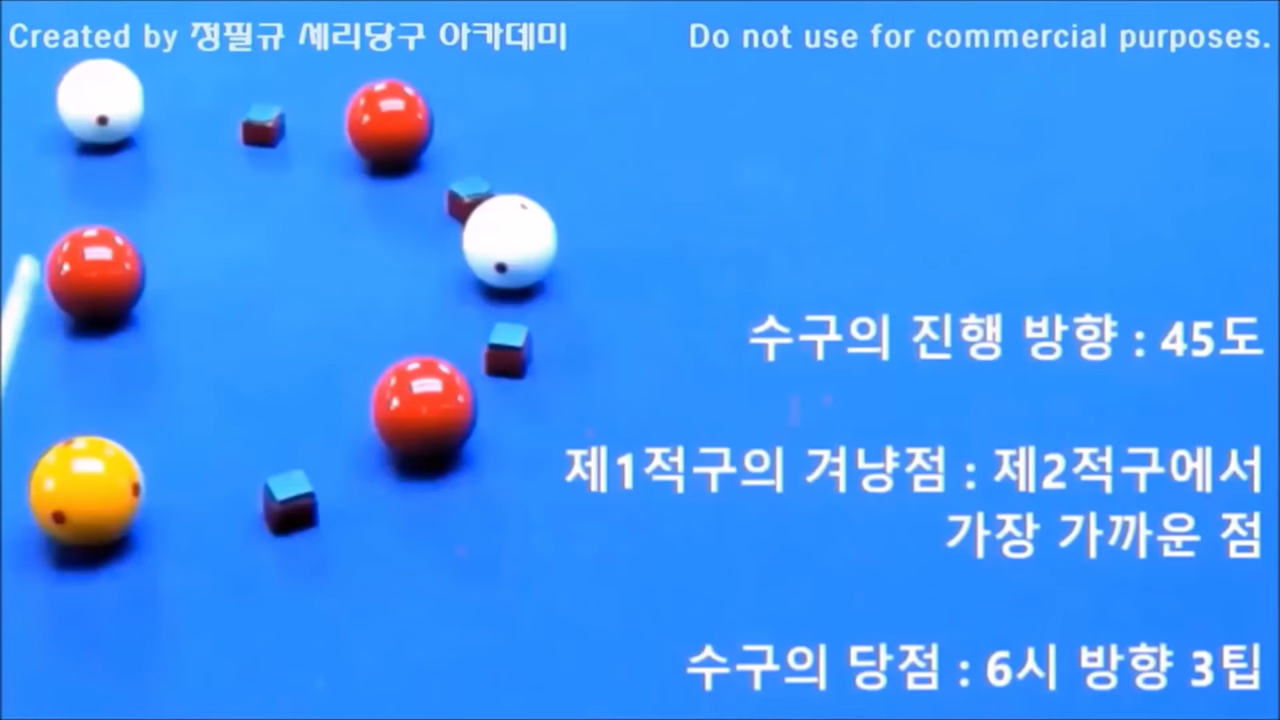 Created by 정필규 세리당구 아카데미
Do not use for commercial purposes.
수구의 진행 방향 : 45도
제1적구의 겨냥점 : 제2적구에서
가장 가까운 점
수구의 당점 : 6시 방향 3팁